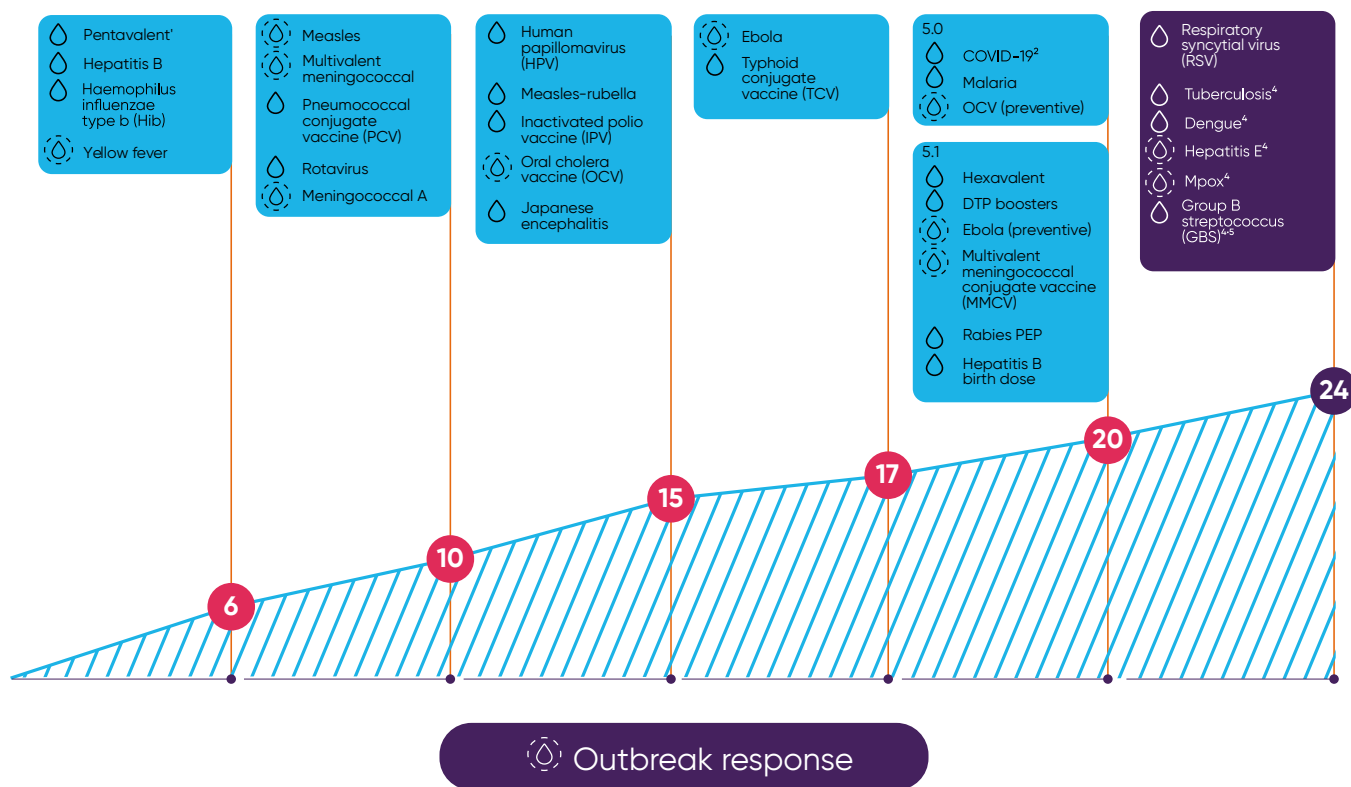 Pentavalent¹
Hepatitis B
Haemophilus
influenzae
type b (Hib)
Yellow fever
Measles
Multivalent
meningococcal
Pneumococcal
conjugate
vaccine (PCV)
Rotavirus
Meningococcal A
Human
papillomavirus
(HPV)
Measles-rubella
Inactivated polio
vaccine (IPV)
Oral cholera
vaccine (OCV)
Japanese
encephalitis
Ebola
Typhoid
conjugate
vaccine (TCV)
5.0
COVID-19²
Malaria
OCV (preventive)
5.1
Hexavalent
DTP boosters
Ebola (preventive)
Multivalent
meningococcal
conjugate vaccine
(MMCV)
Rabies PEP
Hepatitis B
birth dose
Respiratory
syncytial virus
(RSV)
Tuberculosis⁴
Dengue⁴
Hepatitis E⁴
Mpox⁴
Group B
streptococcus
(GBS)⁴·⁵
6
10
15
17
20
24
Outbreak response